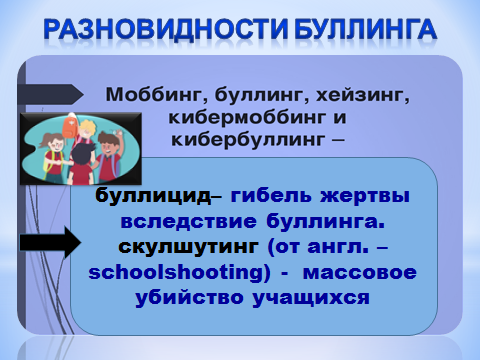 РАЗНОВИДНОСТИ БУЛЛИНГА
Моббинг, буллинг, хейзинг,
кибермоббинг и
кибербуллинг –
буллицид– гибель жертвы
вследствие буллинга.
скулшутинг (от англ. –
schoolshooting) - массовое
убийство учащихся